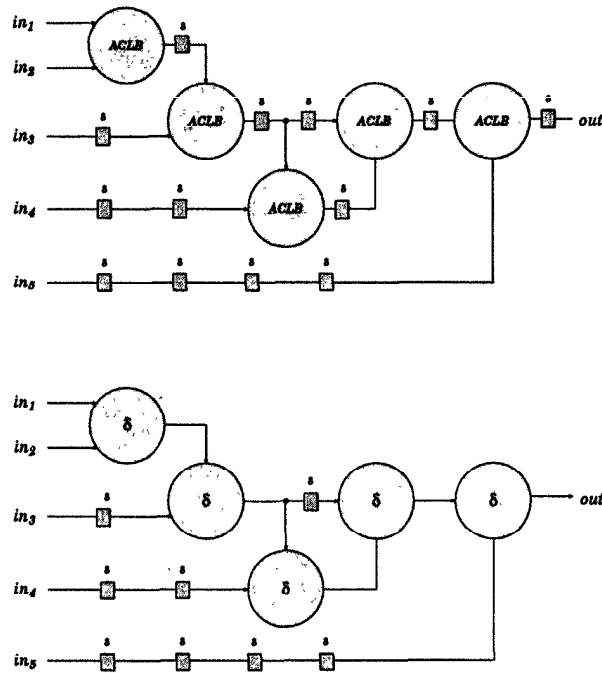 in₁
s
ACLB
in₂
s s
in₃ s ACLB ACLB s ACLB s out
s s s
in₄ ACLB
s s s s
in₅
in₁
δ
in₂
s s
in₃ δ δ δ out
s s
in₄ δ
s s s s
in₅